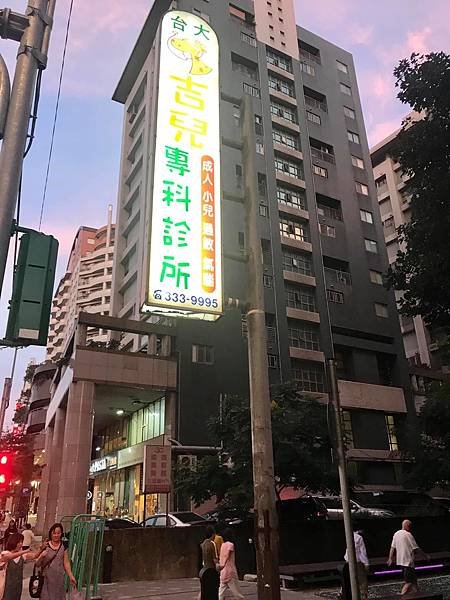 台大
吉兒
專科診所
成人 小兒 過敏 氣喘
☎333-9995